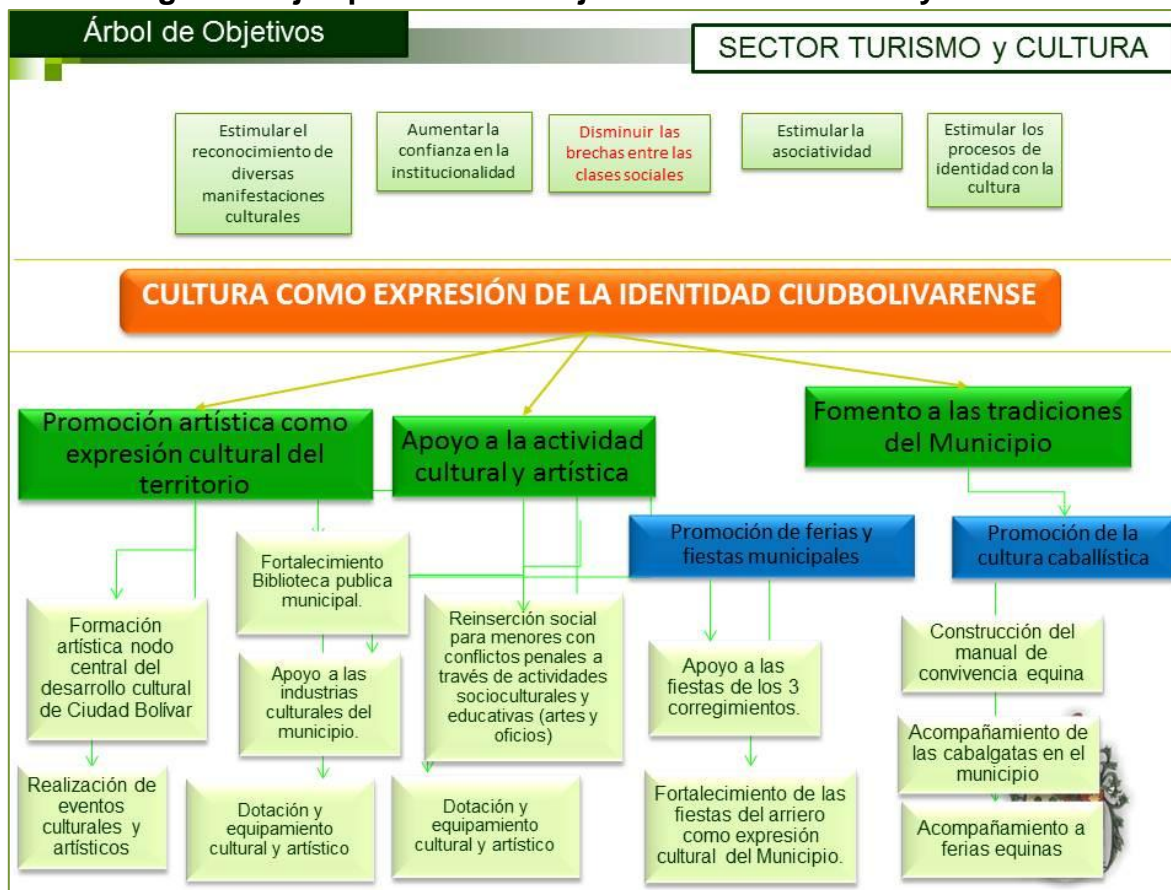 Árbol de Objetivos
SECTOR TURISMO y CULTURA
Estimular el
reconocimiento de
diversas
manifestaciones
culturales
Aumentar la
confianza en la
institucionalidad
Disminuir las
brechas entre las
clases sociales
Estimular la
asociatividad
Estimular los
procesos de
identidad con la
cultura
CULTURA COMO EXPRESIÓN DE LA IDENTIDAD CIUDBOLIVARENSE
Promoción artística como
expresión cultural del
territorio
Apoyo a la actividad
cultural y artística
Fomento a las tradiciones
del Municipio
Promoción de ferias y
fiestas municipales
Promoción de la
cultura caballística
Formación
artística nodo
central del
desarrollo cultural
de Ciudad Bolívar
Realización de
eventos
culturales y
artísticos
Fortalecimiento
Biblioteca publica
municipal.
Apoyo a las
industrias
culturales del
municipio.
Dotación y
equipamiento
cultural y artístico
Reinserción social
para menores con
conflictos penales a
través de actividades
socioculturales y
educativas (artes y
oficios)
Dotación y
equipamiento
cultural y artístico
Apoyo a las
fiestas de los 3
corregimientos.
Fortalecimiento de las
fiestas del arriero
como expresión
cultural del Municipio.
Construcción del
manual de
convivencia equina
Acompañamiento de
las cabalgatas en el
municipio
Acompañamiento a
ferias equinas